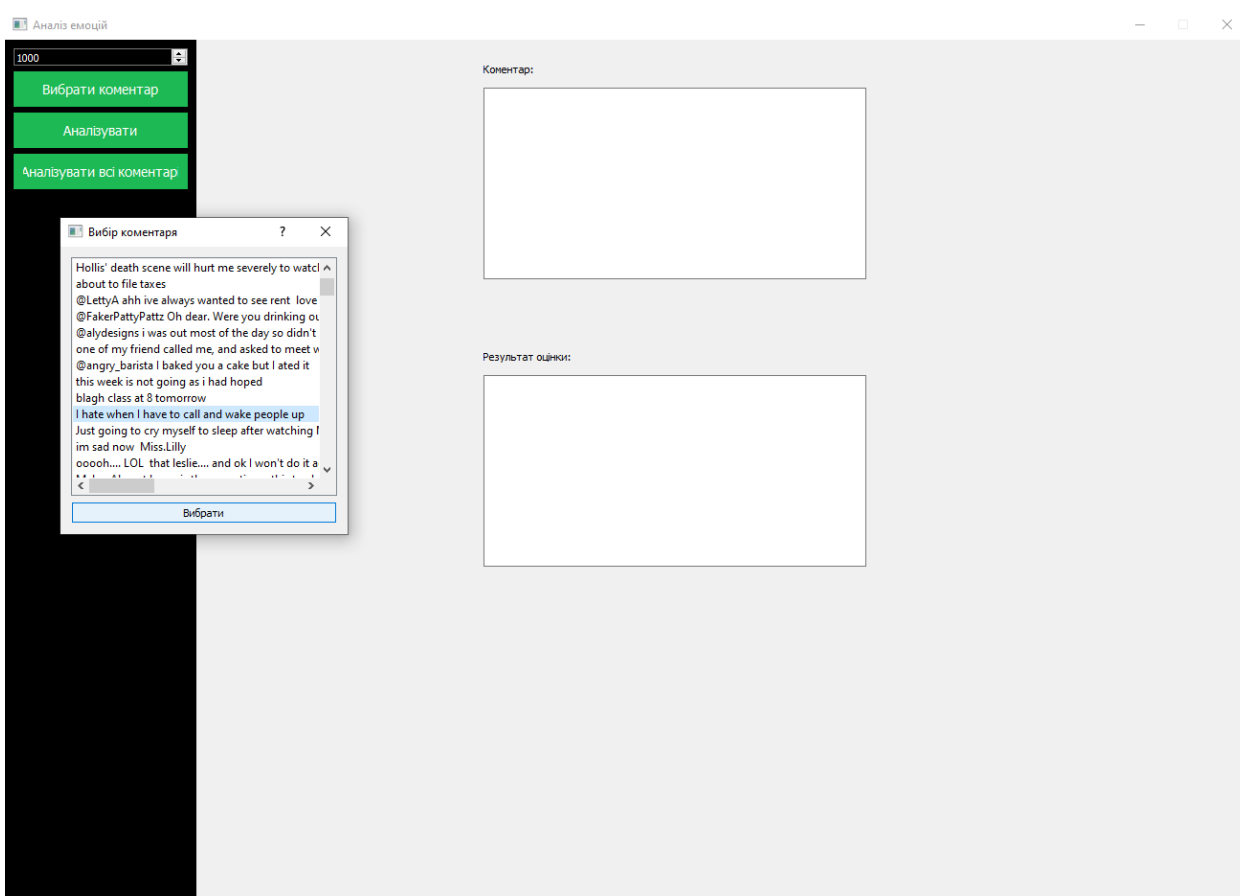 Аналіз емоцій
1000
Вибрати коментар
Аналізувати
Аналізувати всі коментар
Коментар:
Результат оцінки:
Вибір коментаря
?
Hollis' death scene will hurt me severely to watcl
about to file taxes
@LettyA ahh ive always wanted to see rent  love
@FakerPattyPattz Oh dear. Were you drinking ou
@alydesigns i was out most of the day so didn't
one of my friend called me, and asked to meet w
@angry_barista I baked you a cake but I ated it
this week is not going as i had hoped
blagh class at 8 tomorrow
I hate when I have to call and wake people up
Just going to cry myself to sleep after watching
im sad now  Miss.Lilly
ooooh.... LOL  that leslie.... and ok I won't do it a
Вибрати